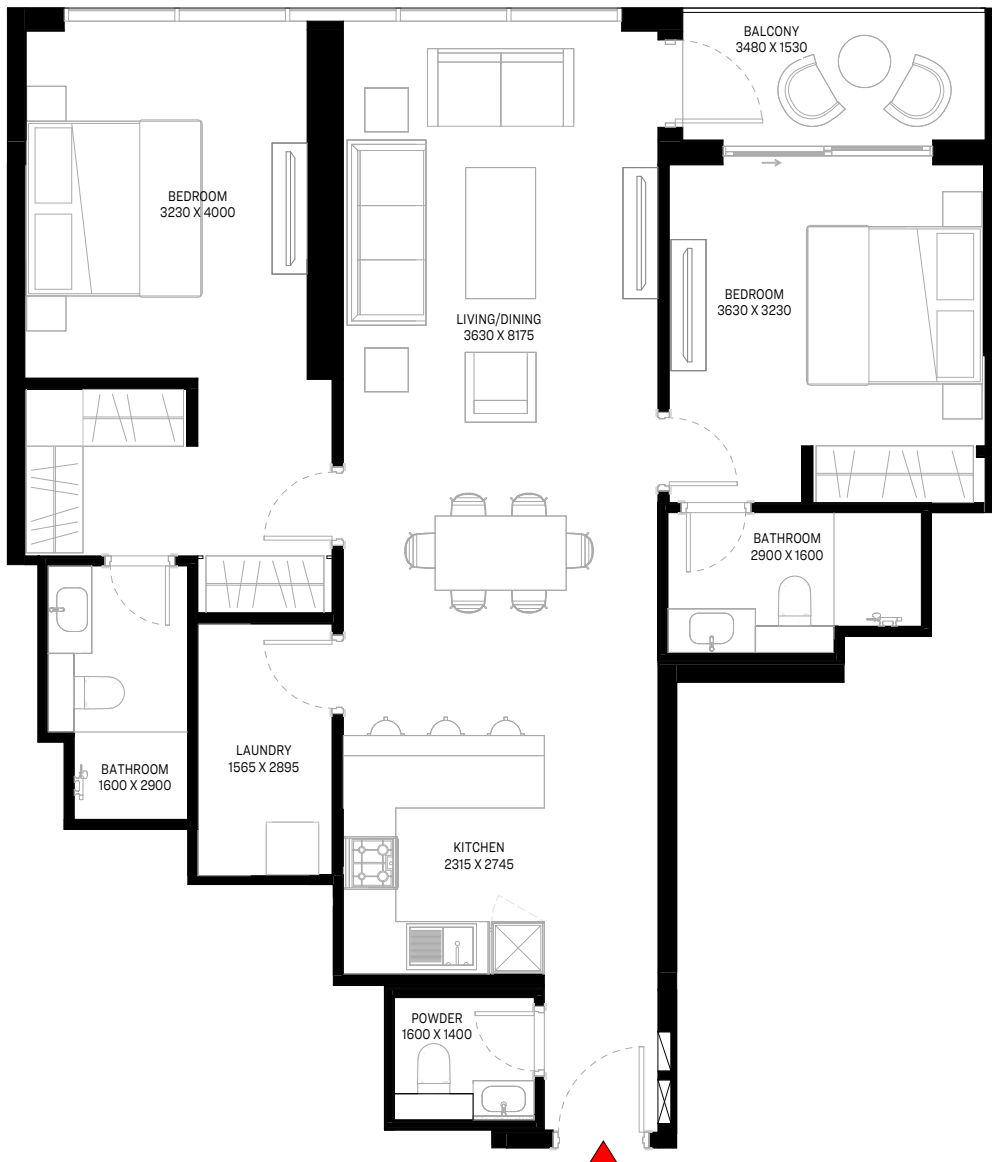 BALCONY
3480 X 1530
BEDROOM
3230 X 4000
BEDROOM
3630 X 3230
LIVING/DINING
3630 X 8175
BATHROOM
2900 X 1600
LAUNDRY
1565 X 2895
BATHROOM
1600 X 2900
KITCHEN
2315 X 2745
POWDER
1600 X 1400